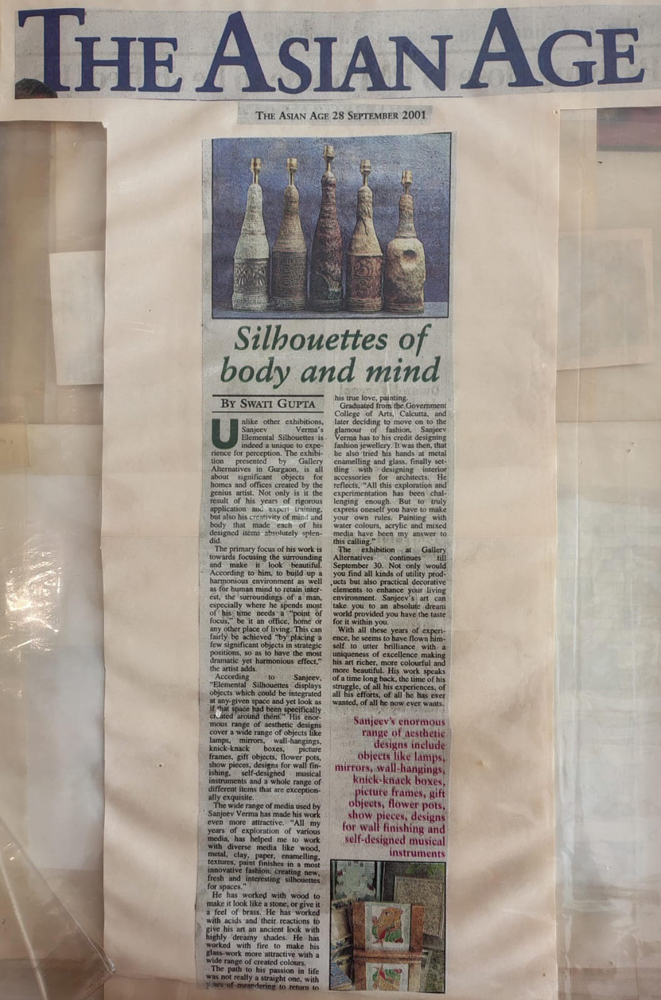 THE ASIAN AGE
THE ASIAN AGE 28 SEPTEMBER 2001
Silhouettes of
body and mind
BY SWATI GUPTA
Unlike other exhibitions,
Sanjeev Verma's
Elemental Silhouettes is
indeed a unique to expe-
rience for perception. The exhibi-
tion presented by Gallery
Alternatives in Gurgaon, is all
about significant objects for
homes and offices created by the
genius artist. Not only is it the
result of his years of rigorous
application and expert training,
but also his creativity of mind and
body that made each of his
designed items absolutely splen-
did.
The primary focus of his work is
towards focusing the surrounding
and make it look beautiful.
According to him, to build up a
harmonious environment as well
as for human mind to retain inter-
est, the surroundings of a man,
especially where he spends most
of his time needs a "point of
focus," be it an office, home or
any other place of living. This can
fairly be achieved "by placing a
few significant objects in strategic
positions, so as to have the most
dramatic yet harmonious effect,"
the artist adds.
According to Sanjeev,
"Elemental Silhouettes displays
objects which could be integrated
at any-given space and yet look as
if that space had been specifically
created around them." His enor-
mous range of aesthetic designs
cover a wide range of objects like
lamps, mirrors, wall-hangings,
knick-knack boxes, picture
frames, gift objects, flower pots,
show pieces, designs for wall fin-
ishing, self-designed musical
instruments and a whole range of
different items that are exception-
ally exquisite.
The wide range of media used by
Sanjeev Verma has made his work
even more attractive. "All my
years of exploration of various
media, has helped me to work
with diverse media like wood,
metal, clay, paper, enamelling,
textures, paint finishes in a most
innovative fashion, creating new,
fresh and interesting silhouettes
for spaces."
He has worked with wood to
make it look like a stone, or give it
a feel of brass. He has worked
with acids and their reactions to
give his art an ancient look with
highly dreamy shades. He has
worked with fire to make his
glass-work more attractive with a
wide range of created colours.
The path to his passion in life
was not really a straight one, with
years of meandering to return to
his true love, painting.
Graduated from the Government
College of Arts, Calcutta, and
later deciding to move on to the
glamour of fashion, Sanjeev
Verma has to his credit designing
fashion jewellery. It was then, that
he also tried his hands at metal
enamelling and glass, finally set-
tling with designing interior
accessories for architects. He
reflects, "All this exploration and
experimentation has been chal-
lenging enough. But to truly
express oneself you have to make
your own rules. Painting with
water colours, acrylic and mixed
media have been my answer to
this calling."
The exhibition at Gallery
Alternatives continues till
September 30. Not only would
you find all kinds of utility prod-
ucts but also practical decorative
elements to enhance your living
environment. Sanjeev's art can
take you to an absolute dream
world provided you have the taste
for it within you.
With all these years of experi-
ence, he seems to have flown him-
self to utter brilliance with a
uniqueness of excellence making
his art richer, more colourful and
more beautiful. His work speaks
of a time long back, the time of his
struggle, of all his experiences, of
all his efforts, of all he has ever
wanted, of all he now ever wants.
Sanjeev's enormous
range of aesthetic
designs include
objects like lamps,
mirrors, wall-hangings,
knick-knack boxes,
picture frames, gift
objects, flower pots,
show pieces, designs
for wall finishing and
self-designed musical
instruments